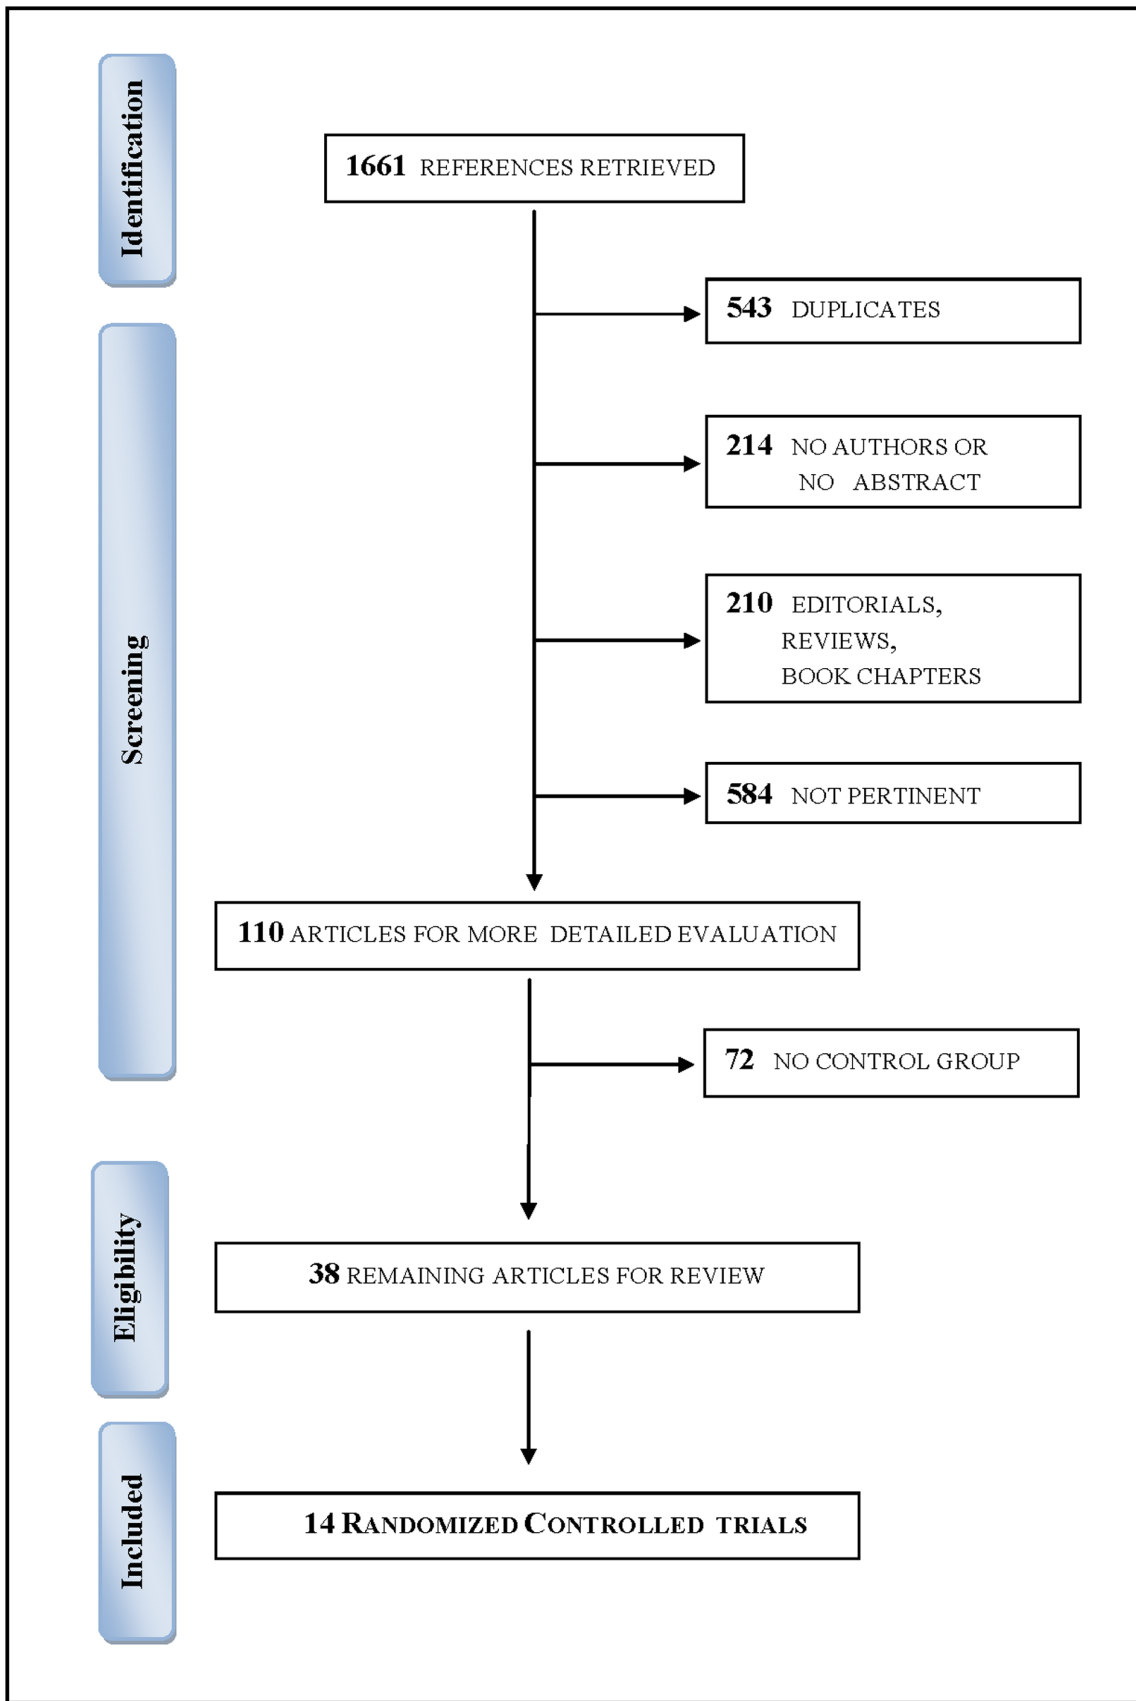 Identification
1661 REFERENCES RETRIEVED
543 DUPLICATES
Screening
214 NO AUTHORS OR
NO ABSTRACT
210 EDITORIALS,
REVIEWS,
BOOK CHAPTERS
584 NOT PERTINENT
110 ARTICLES FOR MORE DETAILED EVALUATION
72 NO CONTROL GROUP
Eligibility
38 REMAINING ARTICLES FOR REVIEW
Included
14 RANDOMIZED CONTROLLED TRIALS